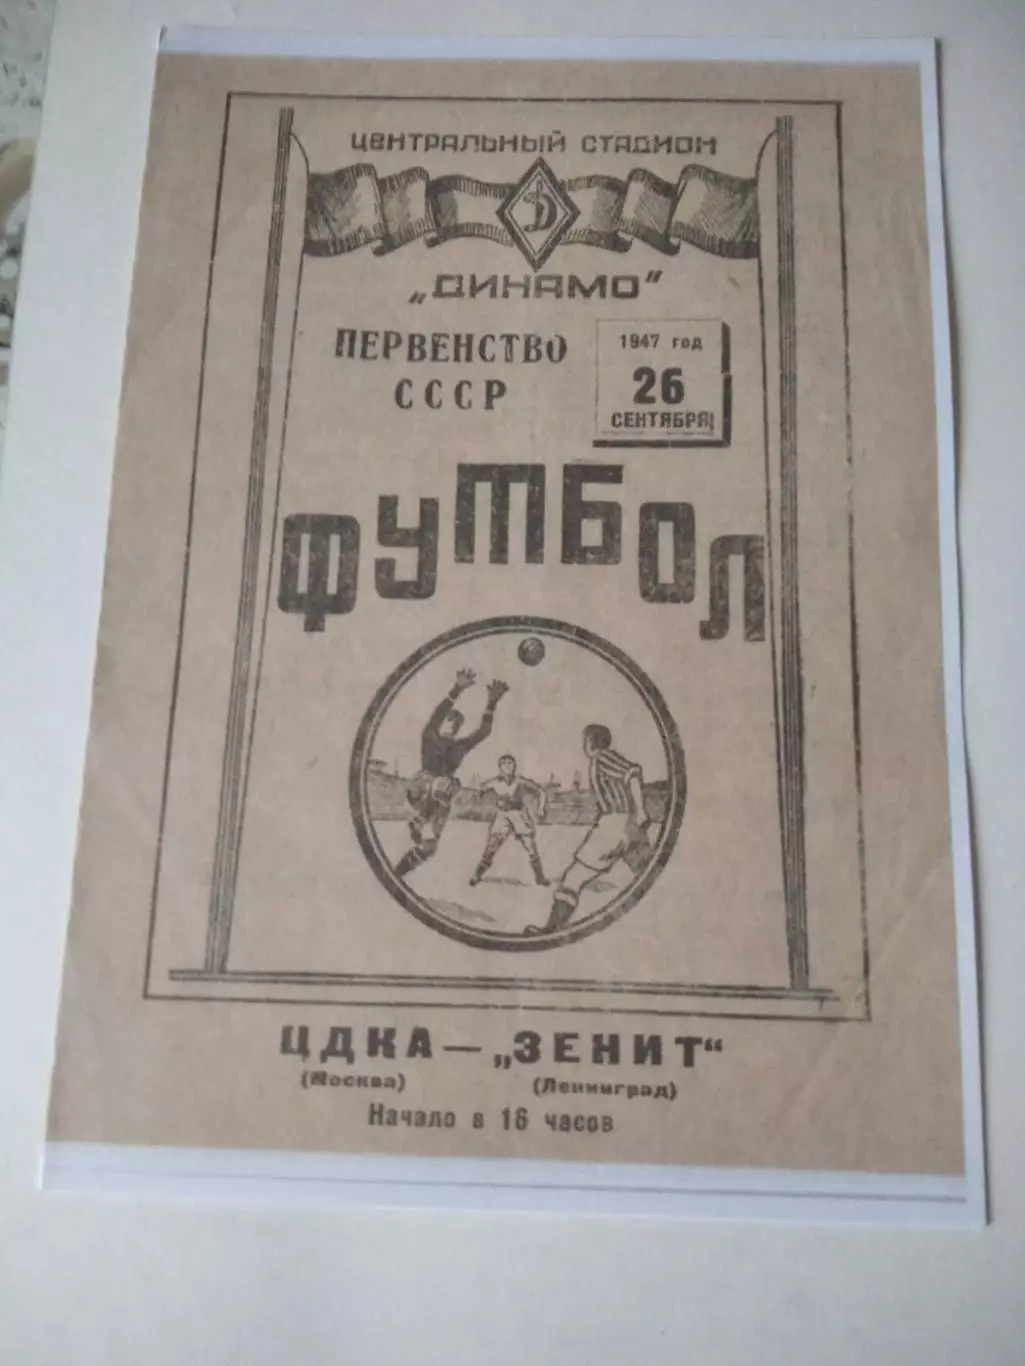 ЦЕНТРАЛЬНЫЙ СТАДИОН
Д
„ДИНАМО“
ПЕРВЕНСТВО
СССР
1947 год
26
СЕНТЯБРЯ
ФУТБОЛ
ЦДКА — „ЗЕНИТ“
(Москва) (Ленинград)
Начало в 16 часов